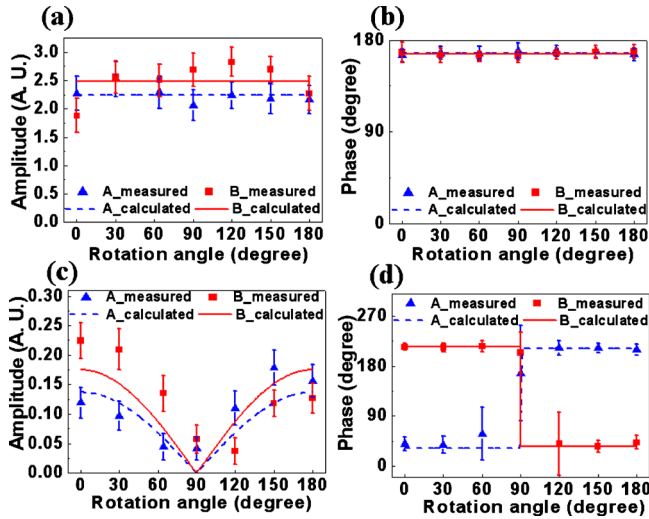 (a)
3.0
2.5
2.0
1.5
1.0
0.5
0.0
Amplitude (A. U.)
A_measured B_measured
A_calculated B_calculated
0 30 60 90 120 150 180
Rotation angle (degree)
(b)
180
90
0
Phase (degree)
A_measured B_measured
A_calculated B_calculated
0 30 60 90 120 150 180
Rotation angle (degree)
(c)
0.30
0.25
0.20
0.15
0.10
0.05
0.00
Amplitude (A. U.)
A_measured B_measured
A_calculated B_calculated
0 30 60 90 120 150 180
Rotation angle (degree)
(d)
270
180
90
0
Phase (degree)
A_measured B_measured
A_calculated B_calculated
0 30 60 90 120 150 180
Rotation angle (degree)